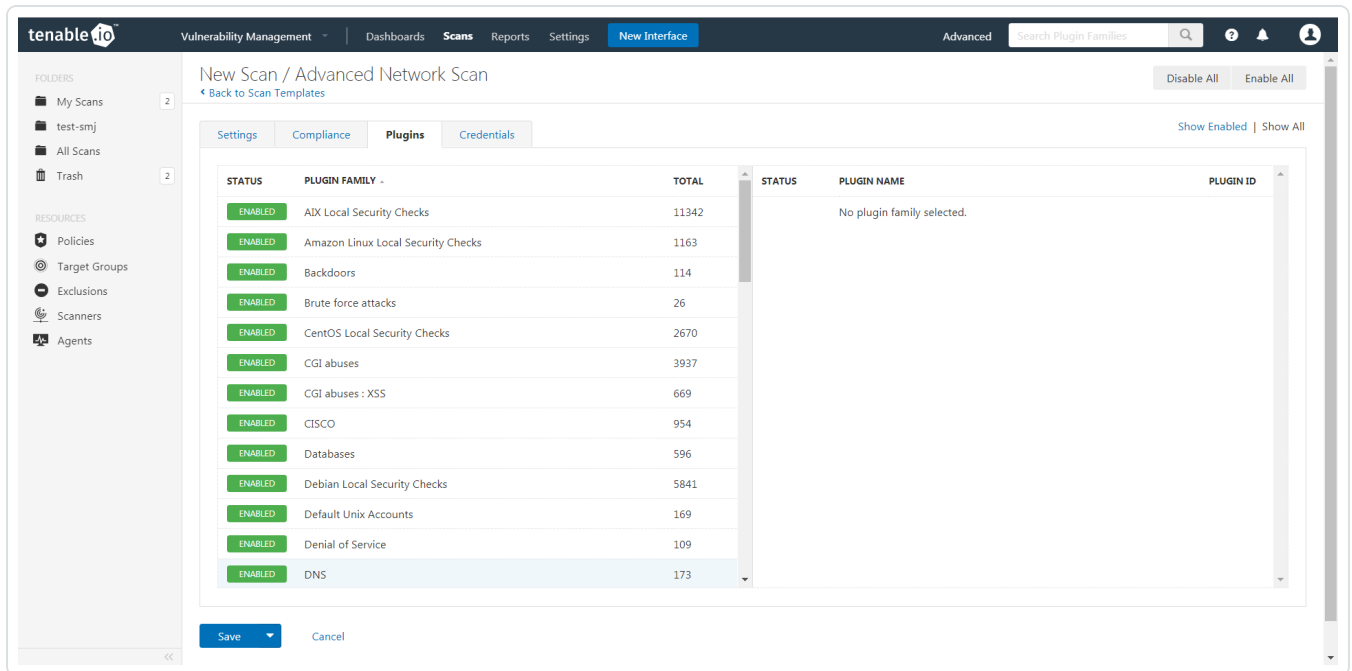 tenable.io™ Vulnerability Management Dashboards Scans Reports Settings New Interface Advanced Search Plugin Families
FOLDERS
My Scans 2
test-smj
All Scans
Trash 2
RESOURCES
Policies
Target Groups
Exclusions
Scanners
Agents
New Scan / Advanced Network Scan
Back to Scan Templates
Disable All Enable All
Settings Compliance Plugins Credentials
Show Enabled | Show All
STATUS PLUGIN FAMILY TOTAL
ENABLED AIX Local Security Checks 11342
ENABLED Amazon Linux Local Security Checks 1163
ENABLED Backdoors 114
ENABLED Brute force attacks 26
ENABLED CentOS Local Security Checks 2670
ENABLED CGI abuses 3937
ENABLED CGI abuses : XSS 669
ENABLED CISCO 954
ENABLED Databases 596
ENABLED Debian Local Security Checks 5841
ENABLED Default Unix Accounts 169
ENABLED Denial of Service 109
ENABLED DNS 173
STATUS PLUGIN NAME PLUGIN ID
No plugin family selected.
Save Cancel